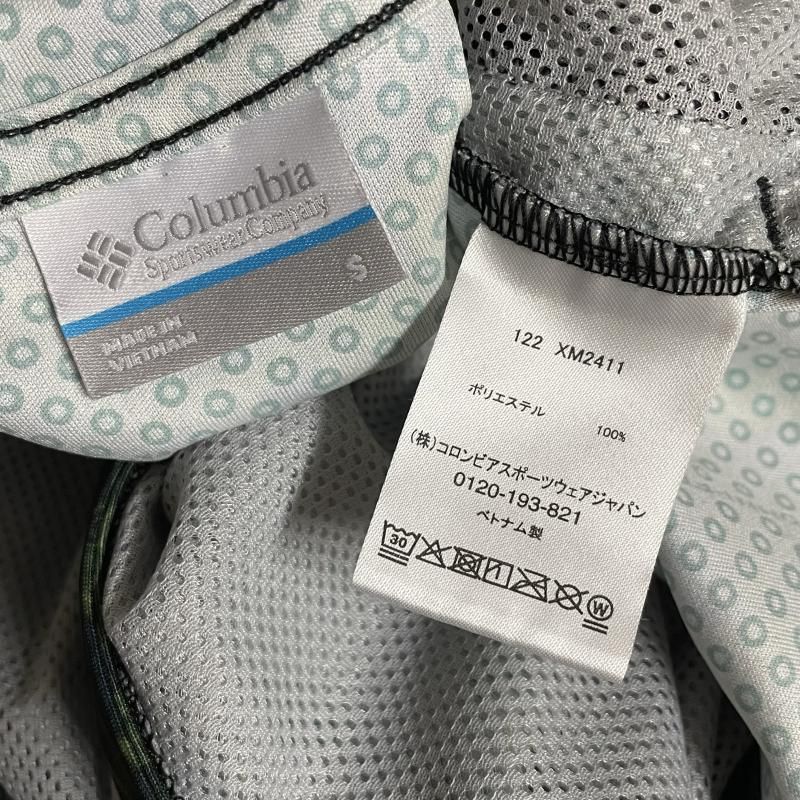 Columbia
Sportswear Company
S
MADE IN
VIETNAM
122 XM2411
ポリエステル 100%
(株)コロンビアスポーツウェアジャパン
0120-193-821
ベトナム製
30
W